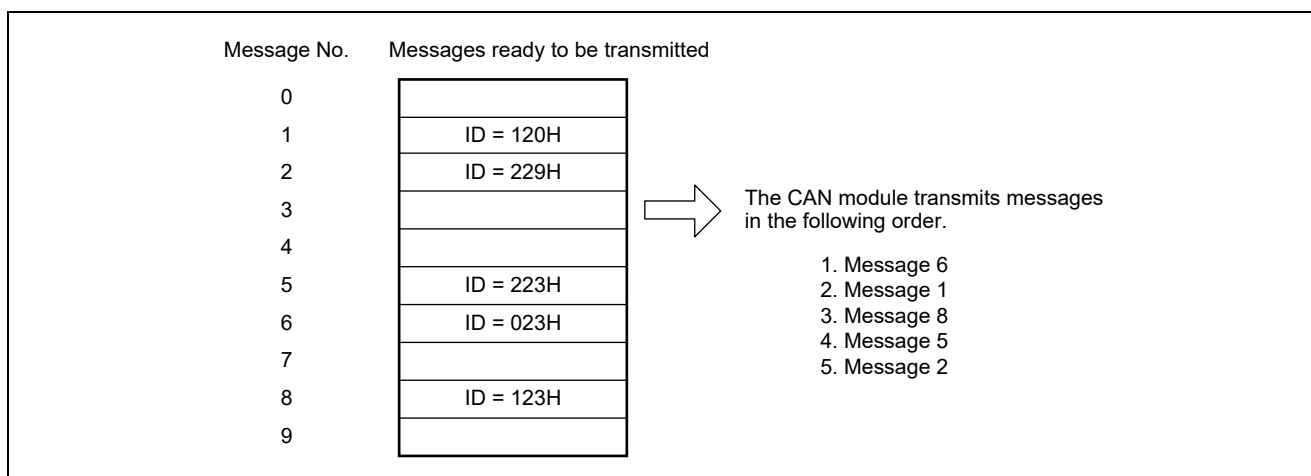 Message No. Messages ready to be transmitted
0
1 ID = 120H
2 ID = 229H
3
4
5 ID = 223H
6 ID = 023H
7
8 ID = 123H
9
The CAN module transmits messages
in the following order.
1. Message 6
2. Message 1
3. Message 8
4. Message 5
5. Message 2